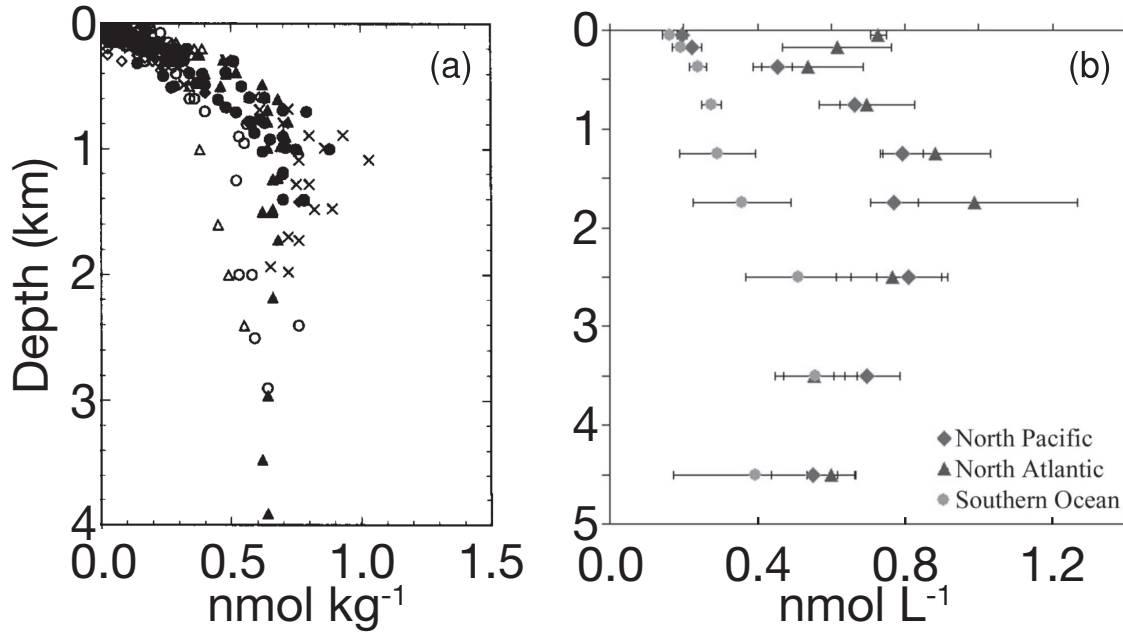 (a)
0
1
2
3
4
Depth (km)
0.0 0.5 1.0 1.5
nmol kg⁻¹
(b)
0
1
2
3
4
5
North Pacific
North Atlantic
Southern Ocean
0.0 0.4 0.8 1.2
nmol L⁻¹